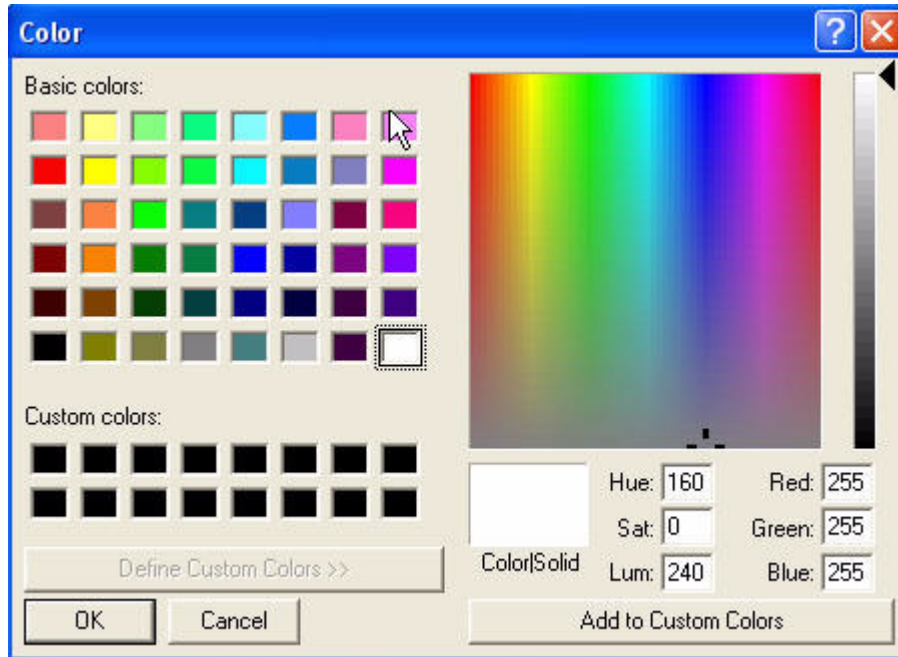 Color
?
Basic colors:
Custom colors:
Define Custom Colors >>
OK Cancel
Color|Solid
Hue: 160 Red: 255
Sat: 0 Green: 255
Lum: 240 Blue: 255
Add to Custom Colors